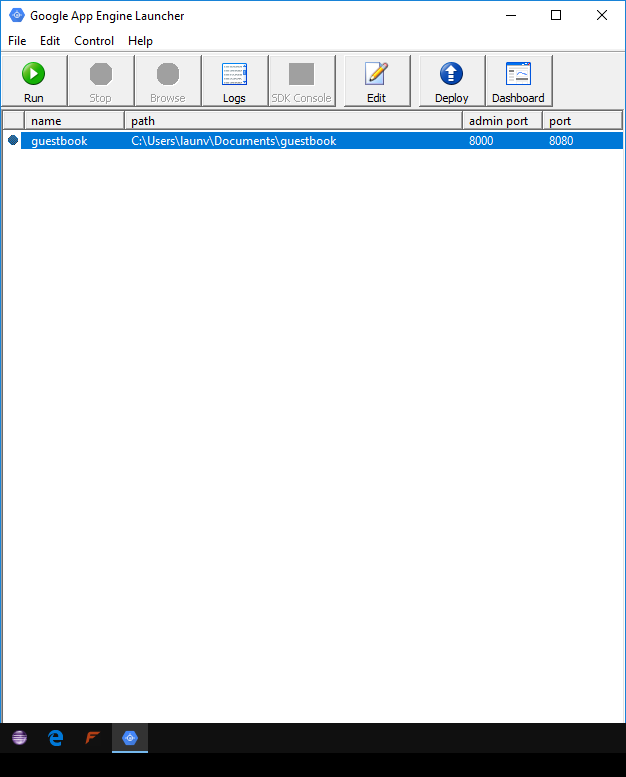 Google App Engine Launcher
File Edit Control Help
Run Stop Browse Logs SDK Console Edit Deploy Dashboard
name path admin port port
guestbook C:\Users\launv\Documents\guestbook 8000 8080